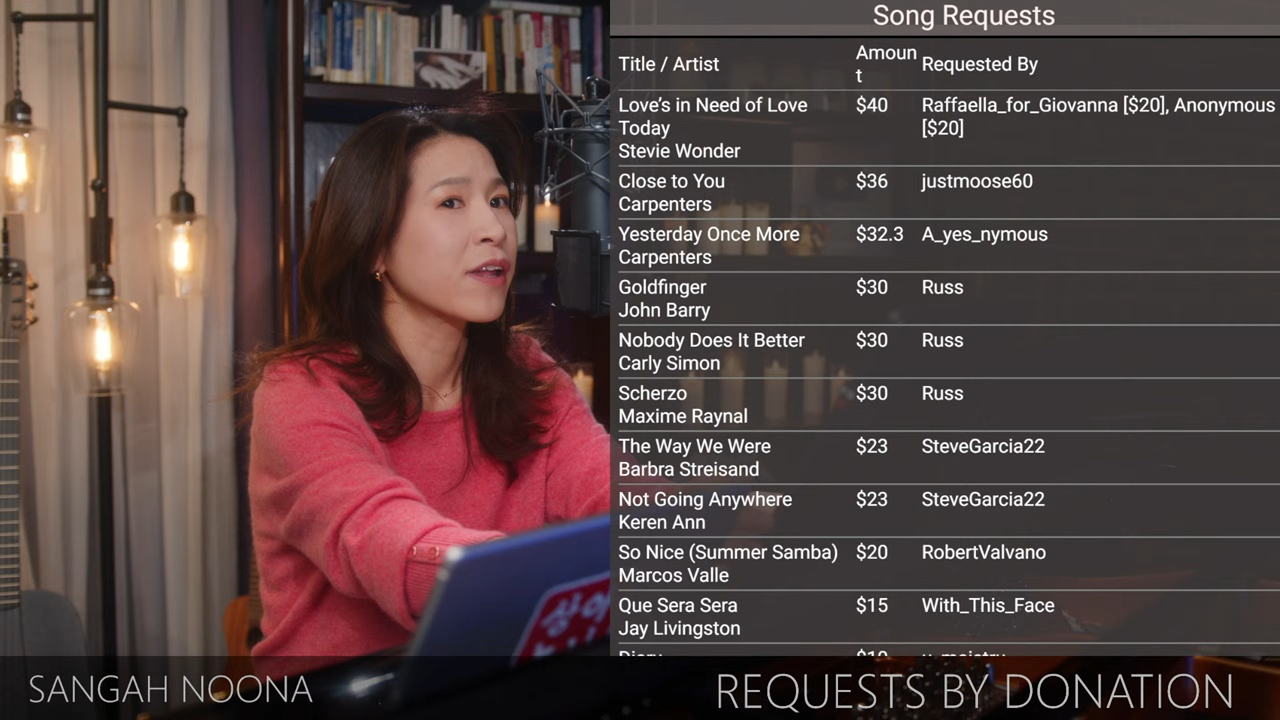 Song Requests
Title / Artist
Amoun
t
Requested By
Love's in Need of Love
Today
Stevie Wonder
$40
Raffaella_for_Giovanna [$20], Anonymous
[$20]
Close to You
Carpenters
$36
justmoose60
Yesterday Once More
Carpenters
$32.3
A_yes_nymous
Goldfinger
John Barry
$30
Russ
Nobody Does It Better
Carly Simon
$30
Russ
Scherzo
Maxime Raynal
$30
Russ
The Way We Were
Barbra Streisand
$23
SteveGarcia22
Not Going Anywhere
Keren Ann
$23
SteveGarcia22
So Nice (Summer Samba)
Marcos Valle
$20
RobertValvano
Que Sera Sera
Jay Livingston
$15
With_This_Face
상아
SANGAH NOONA
REQUESTS BY DONATION